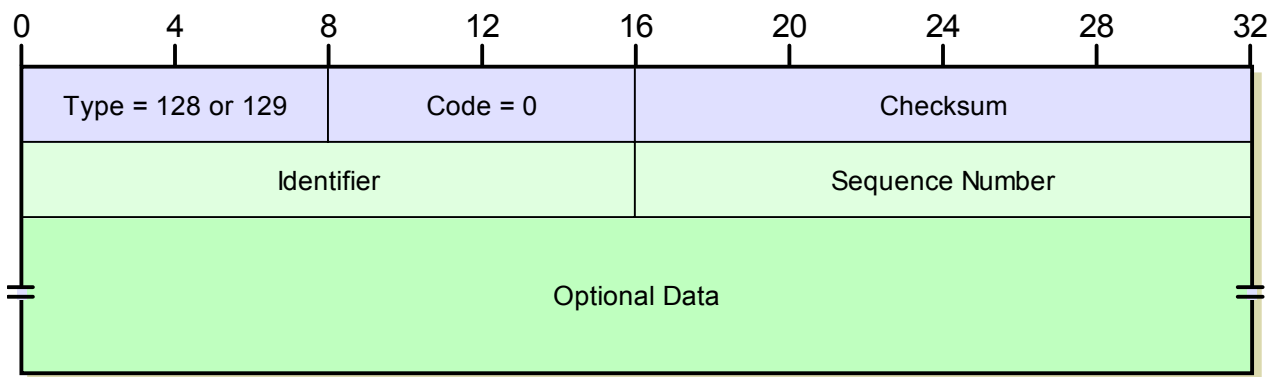 0 4 8 12 16 20 24 28 32
Type = 128 or 129 Code = 0 Checksum
Identifier Sequence Number
Optional Data